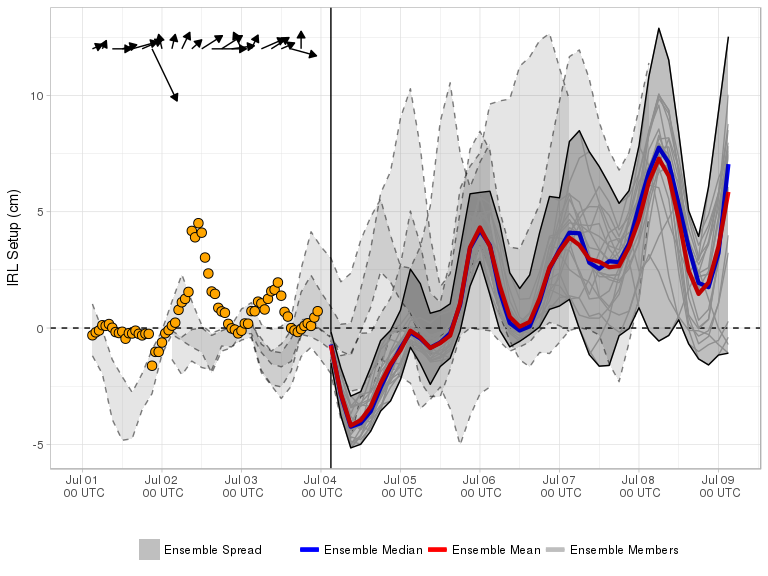 IRL Setup (cm)
10
5
0
-5
Jul 01 Jul 02 Jul 03 Jul 04 Jul 05 Jul 06 Jul 07 Jul 08 Jul 09
00 UTC 00 UTC 00 UTC 00 UTC 00 UTC 00 UTC 00 UTC 00 UTC 00 UTC
Ensemble Spread Ensemble Median Ensemble Mean Ensemble Members